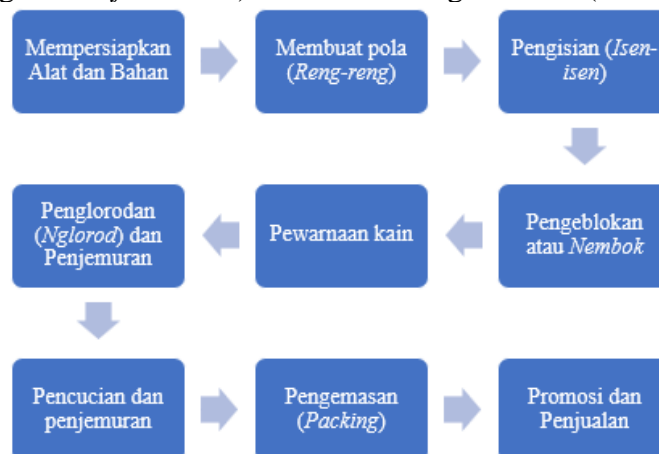 Mempersiapkan
Alat dan Bahan
Membuat pola
(Reng-reng)
Pengisian (Isen-
isen)
Pengeblokan
atau Nembok
Pewarnaan kain
Penglorodan
(Nglorod) dan
Penjemuran
Pencucian dan
penjemuran
Pengemasan
(Packing)
Promosi dan
Penjualan